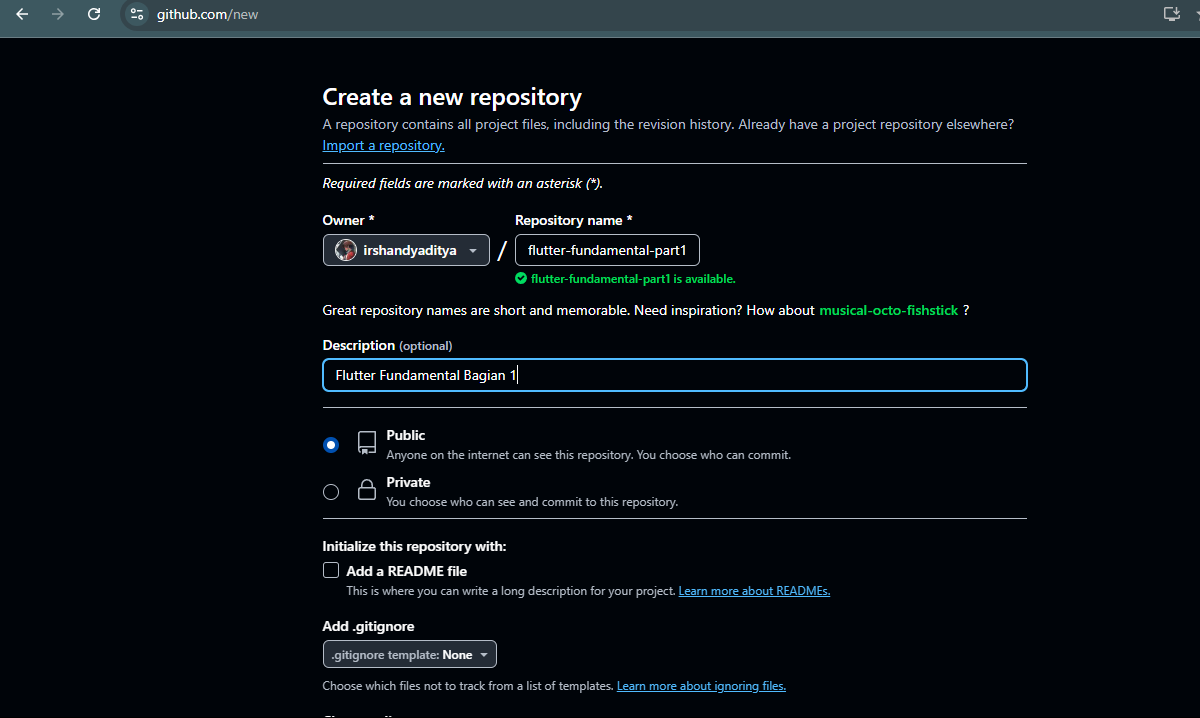 github.com/new
Create a new repository
A repository contains all project files, including the revision history. Already have a project repository elsewhere?
Import a repository.
Required fields are marked with an asterisk (*).
Owner * Repository name *
irshandyaditya / flutter-fundamental-part1
flutter-fundamental-part1 is available.
Great repository names are short and memorable. Need inspiration? How about musical-octo-fishstick ?
Description (optional)
Flutter Fundamental Bagian 1
Public
Anyone on the internet can see this repository. You choose who can commit.
Private
You choose who can see and commit to this repository.
Initialize this repository with:
Add a README file
This is where you can write a long description for your project. Learn more about READMEs.
Add .gitignore
.gitignore template: None
Choose which files not to track from a list of templates. Learn more about ignoring files.